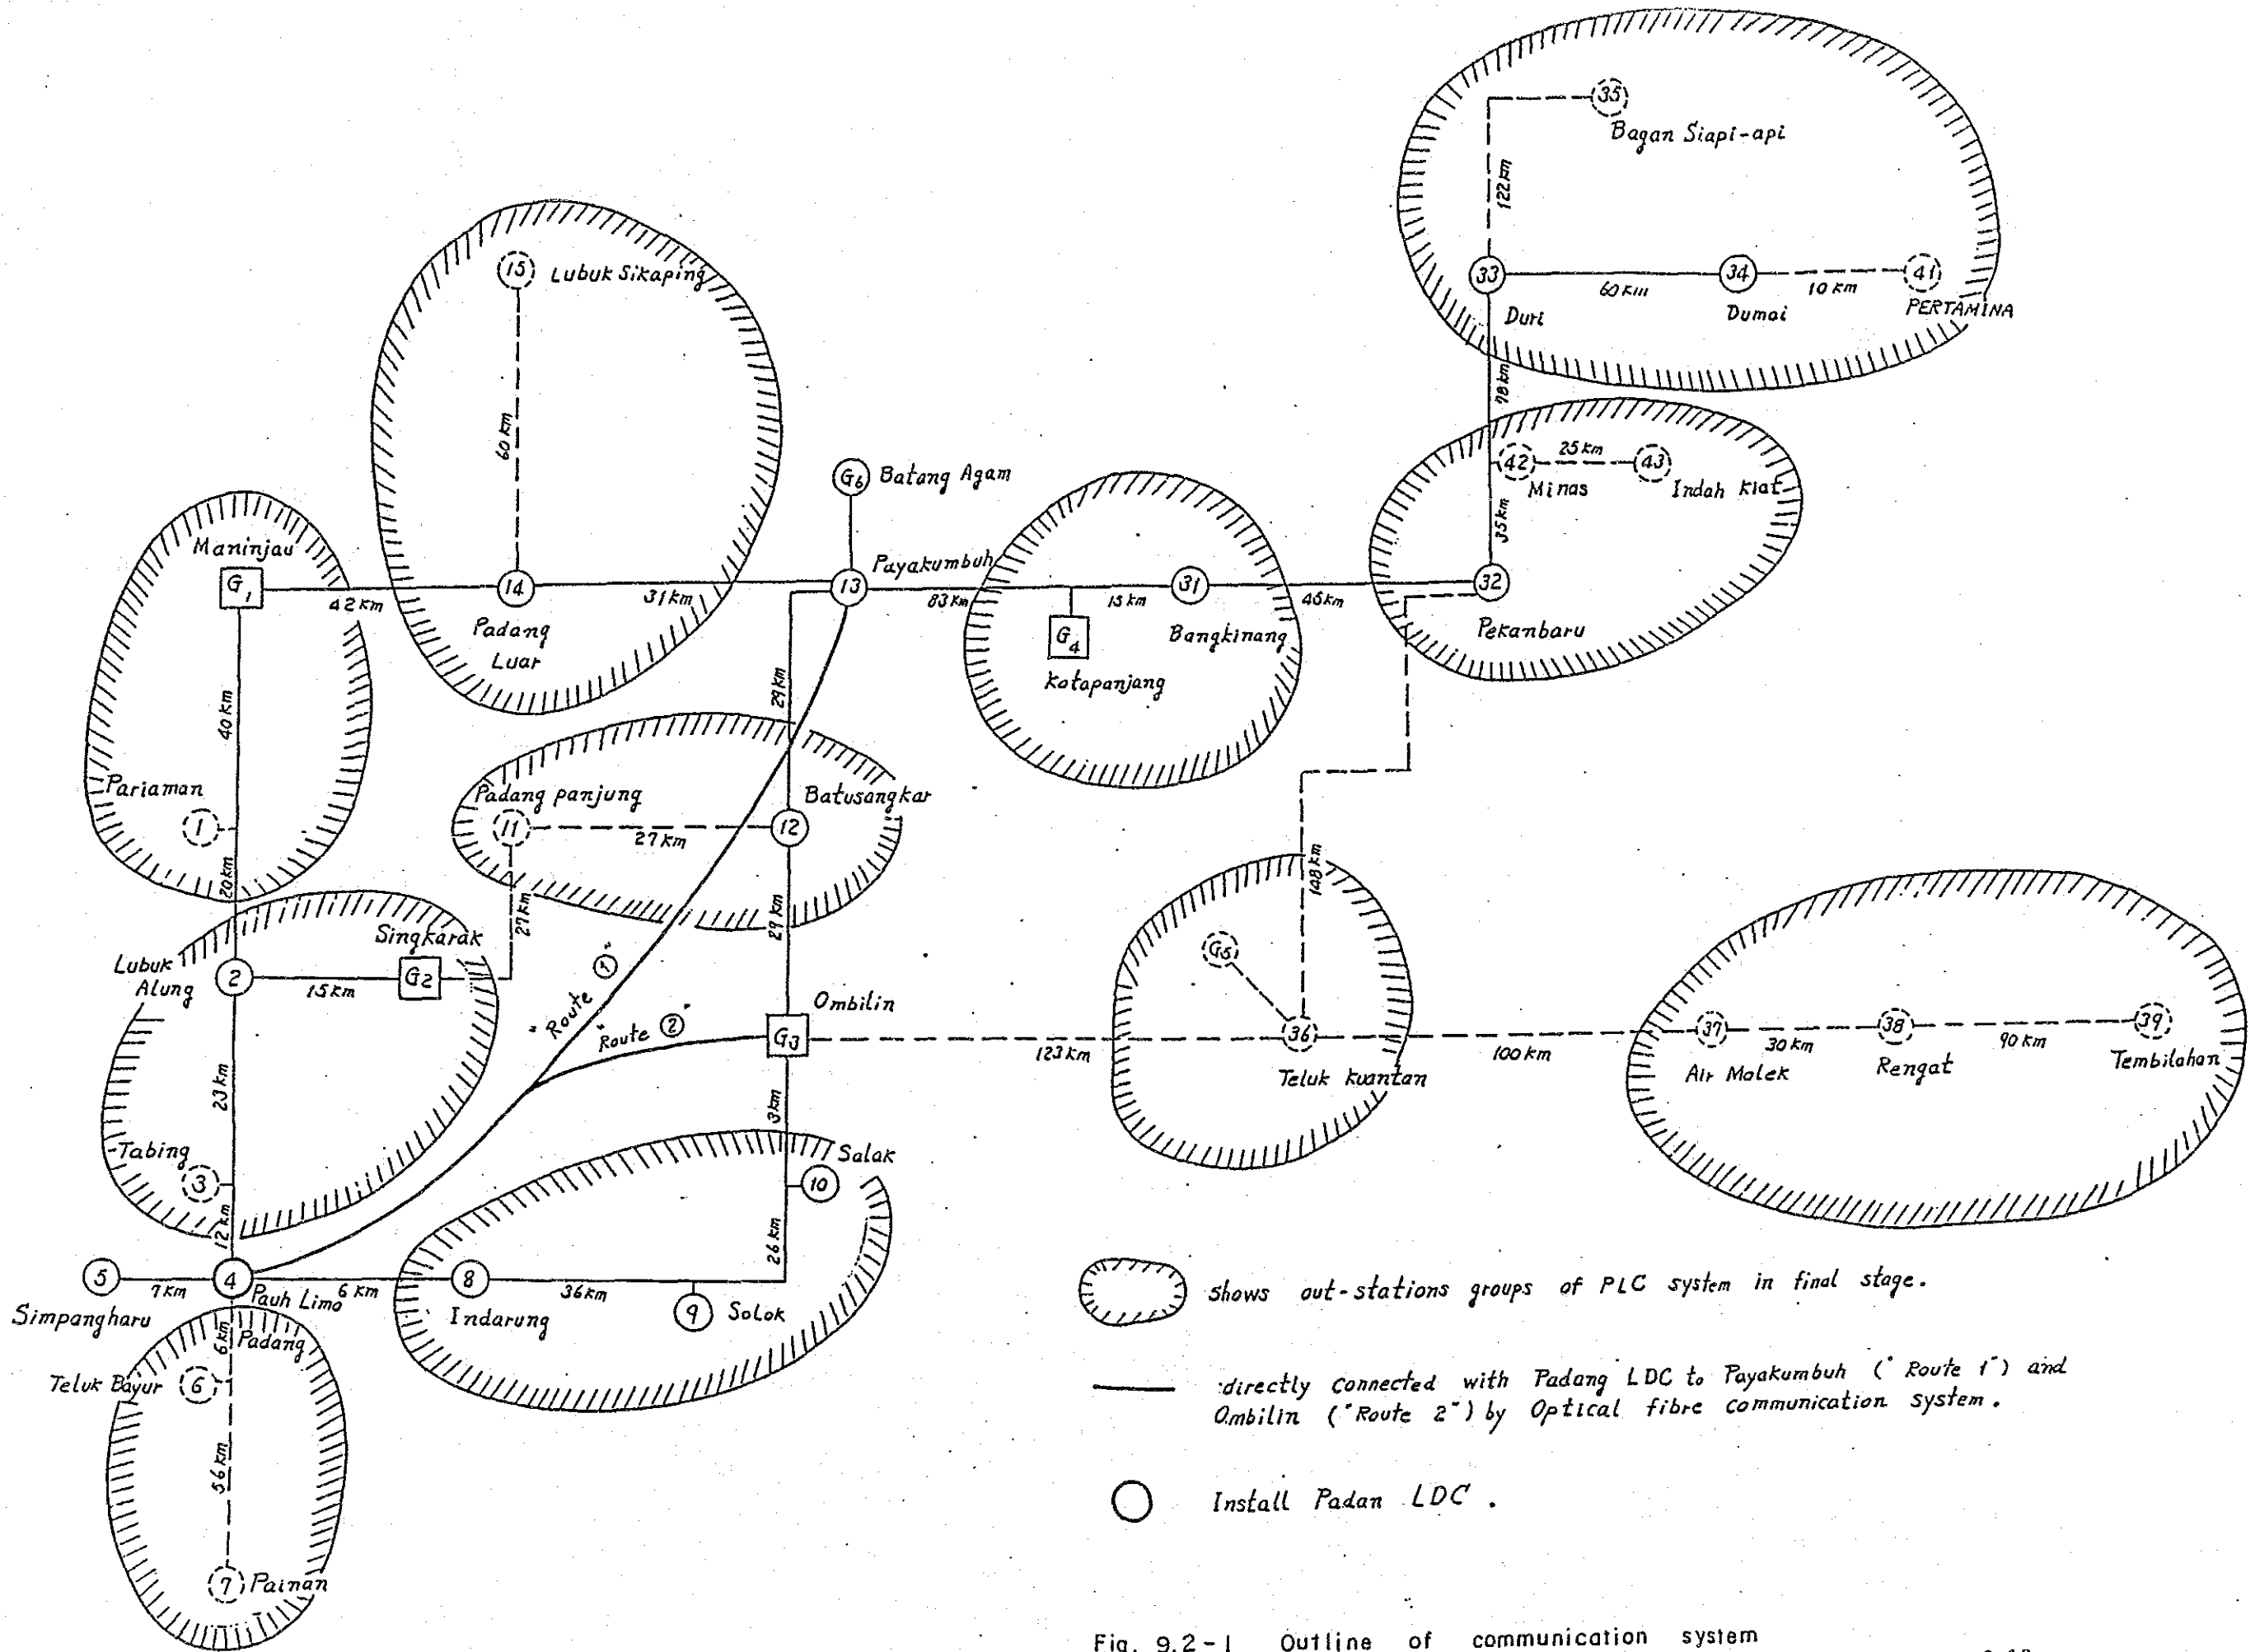 35
Bagan Siapi-api
122 km
33
60 km
34
10 km
41
Duri
Dumai
PERTAMINA
78 km
15
Lubuk Sikaping
60 km
G6
Batang Agam
42
25 km
43
Minas
Indah Kiat
35 km
Maninjau
G1
42 km
14
31 km
13
Payakumbuh
83 km
15 km
31
45 km
32
Padang
Luar
G4
Kotapanjang
Bangkinang
Pekanbaru
40 km
29 km
Pariaman
1
20 km
Padang panjung
11
27 km
Batusangkar
12
27 km
29 km
148 km
Singkarak
Lubuk
Alung
2
15 km
G2
G5
"Route ①"
"Route ②"
Ombilin
G3
123 km
36
Teluk Kuantan
100 km
37
30 km
38
90 km
39
Air Molek
Rengat
Tembilahan
23 km
3 km
Tabing
3
12 km
Salak
10
26 km
5
7 km
4
Pauh Limo
6 km
8
36 km
9
Solok
Simpangharu
Indarung
6 km
Padang
Teluk Bayur
6
56 km
7
Painan
shows out-stations groups of PLC system in final stage.
directly connected with Padang LDC to Payakumbuh ("Route 1") and
Ombilin ("Route 2") by Optical fibre communication system.
Install Padan LDC.
Fig. 9.2-1 Outline of communication system